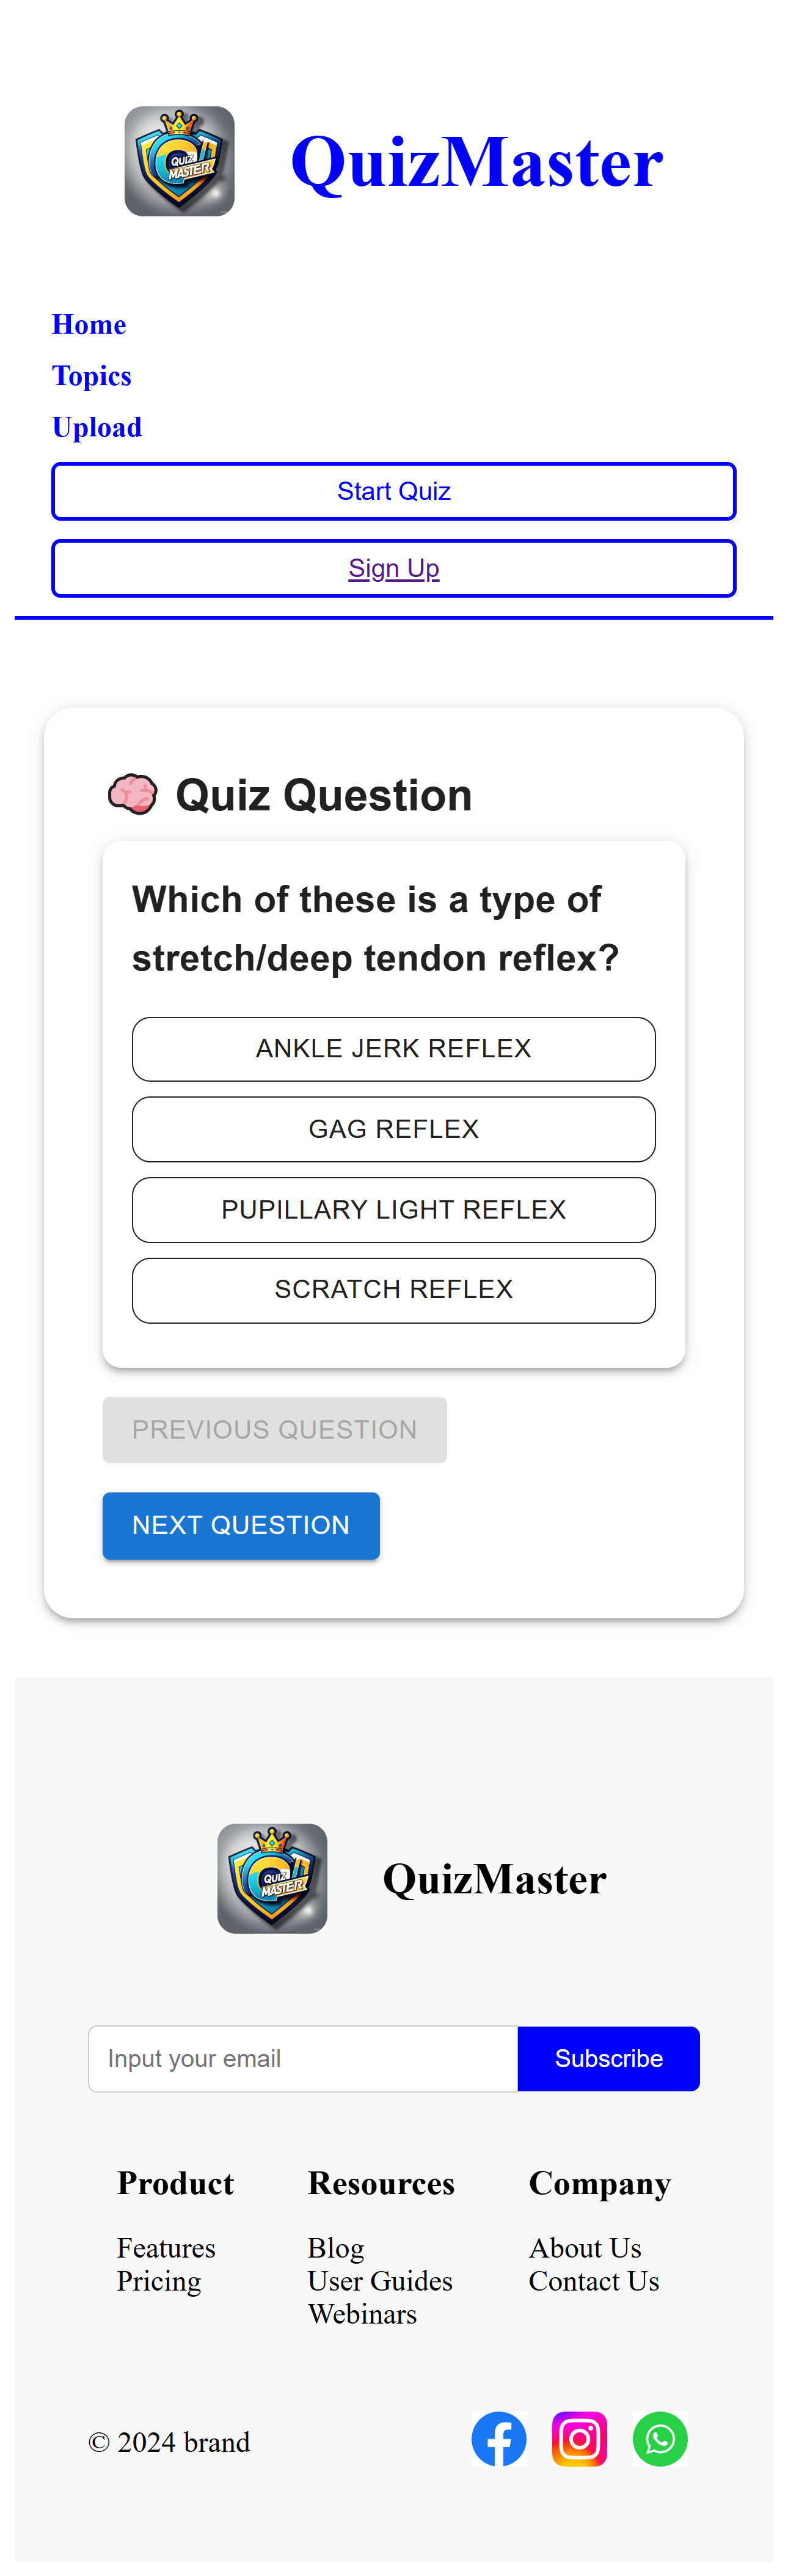 QUIZ
MASTER
QuizMaster
Home
Topics
Upload
Start Quiz
Sign Up
Quiz Question
Which of these is a type of
stretch/deep tendon reflex?
ANKLE JERK REFLEX
GAG REFLEX
PUPILLARY LIGHT REFLEX
SCRATCH REFLEX
PREVIOUS QUESTION
NEXT QUESTION
QUIZ
MASTER
QuizMaster
Input your email
Subscribe
Product
Features
Pricing
Resources
Blog
User Guides
Webinars
Company
About Us
Contact Us
© 2024 brand